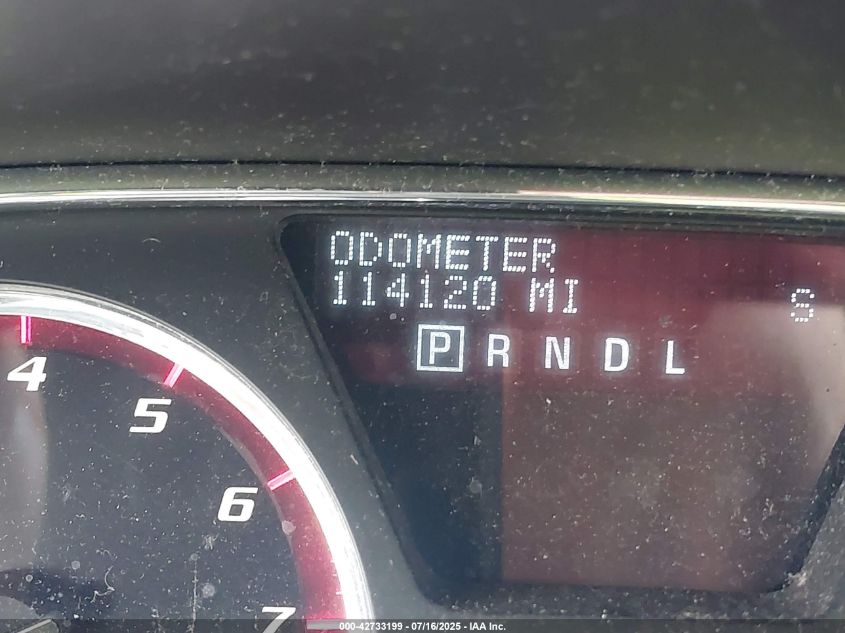 ODOMETER
114120 MI
S
P R N D L
4
5
6
7
000-42733199 - 07/16/2025 - IAA Inc.